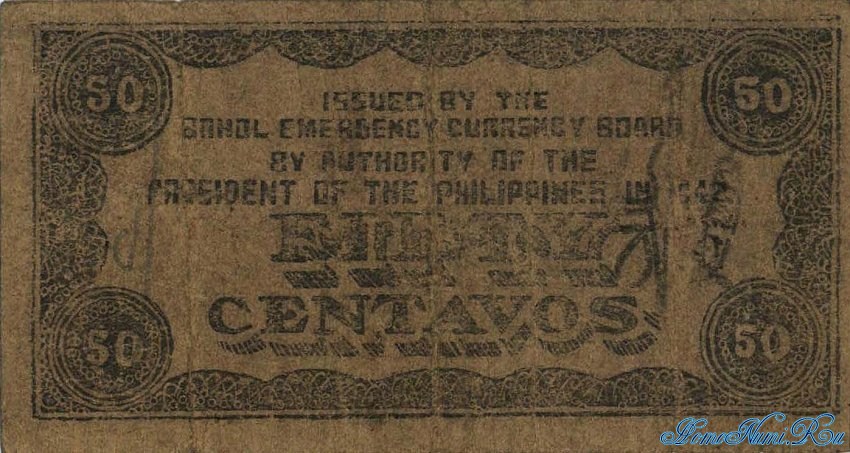 50 50
ISSUED BY THE
BOHOL EMERGENCY CURRENCY BOARD
BY AUTHORITY OF THE
PRESIDENT OF THE PHILIPPINES IN 1942
FIFTY
CENTAVOS
50 50
HomoNumi.Ru